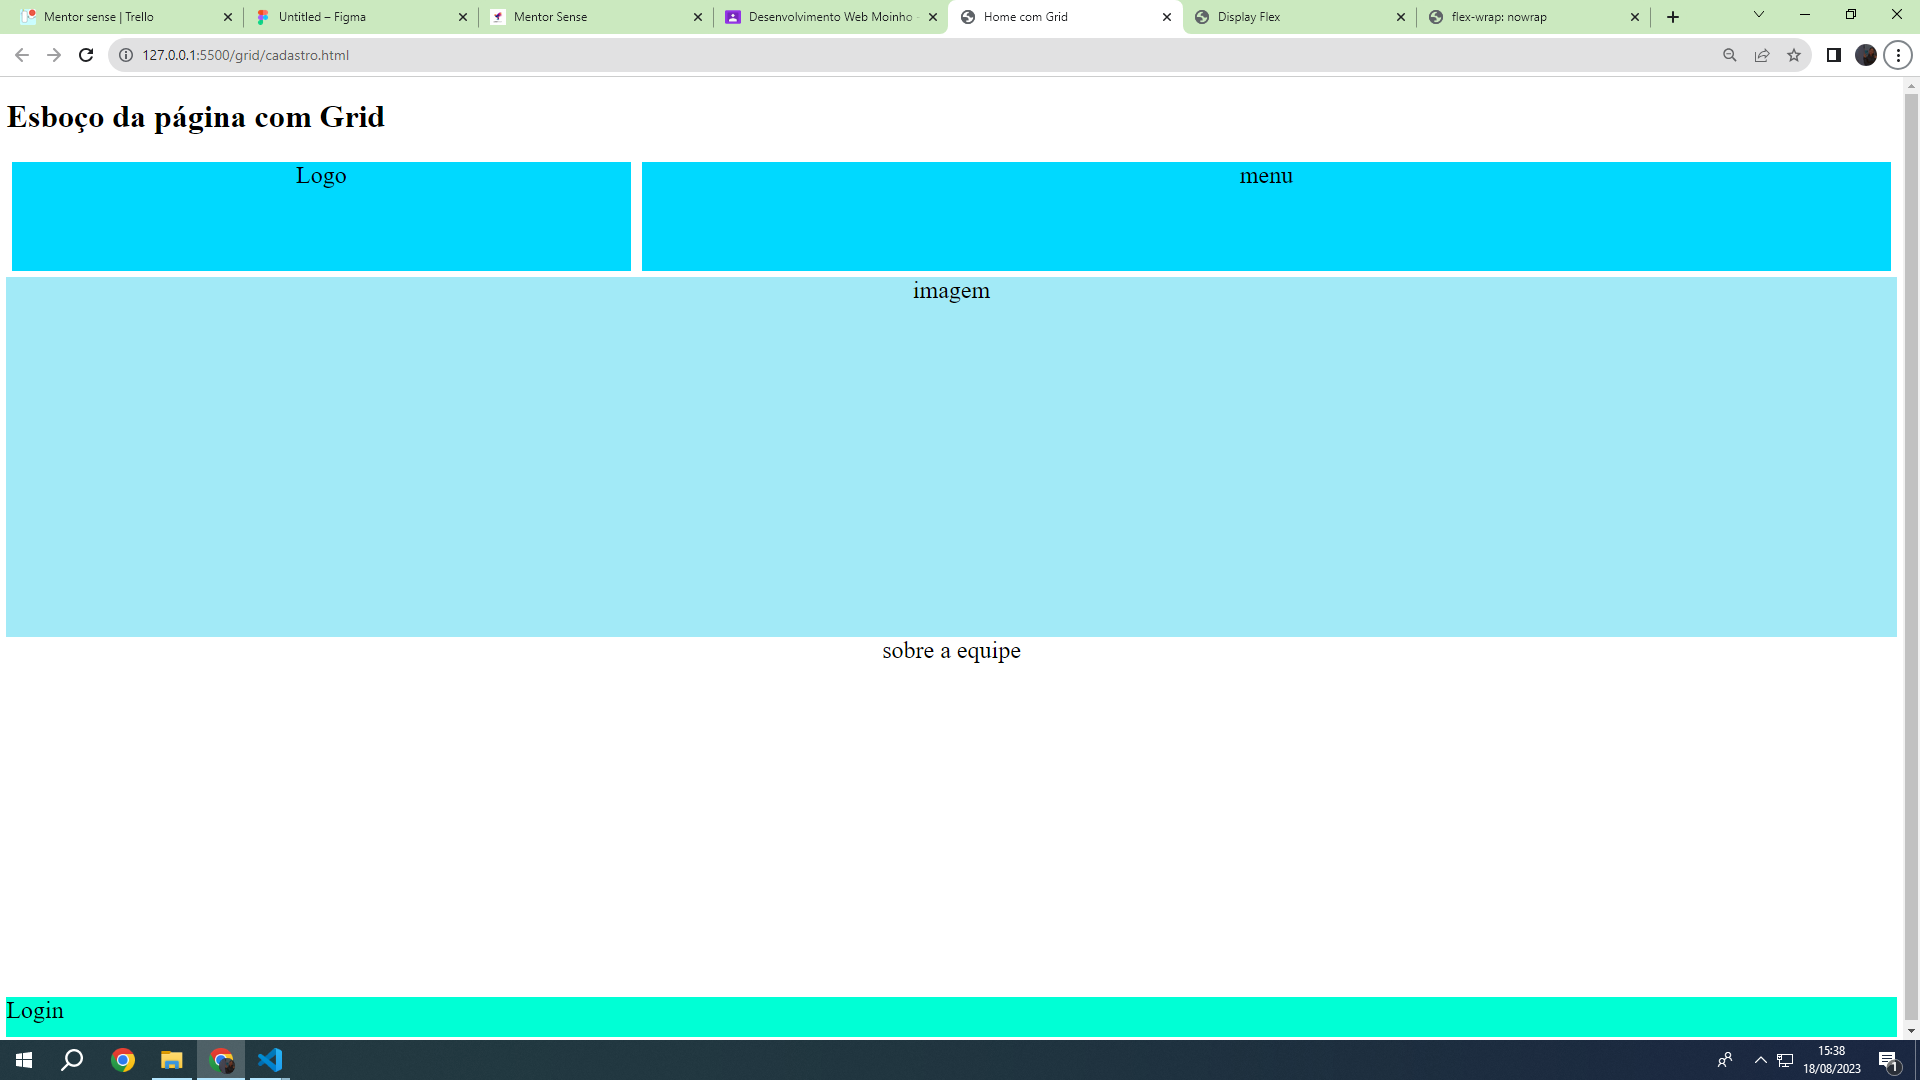 Mentor sense | Trello
Untitled – Figma
Mentor Sense
Desenvolvimento Web Moinho
Home com Grid
Display Flex
flex-wrap: nowrap
127.0.0.1:5500/grid/cadastro.html
Esboço da página com Grid
Logo
menu
imagem
sobre a equipe
Login
15:38
18/08/2023
1